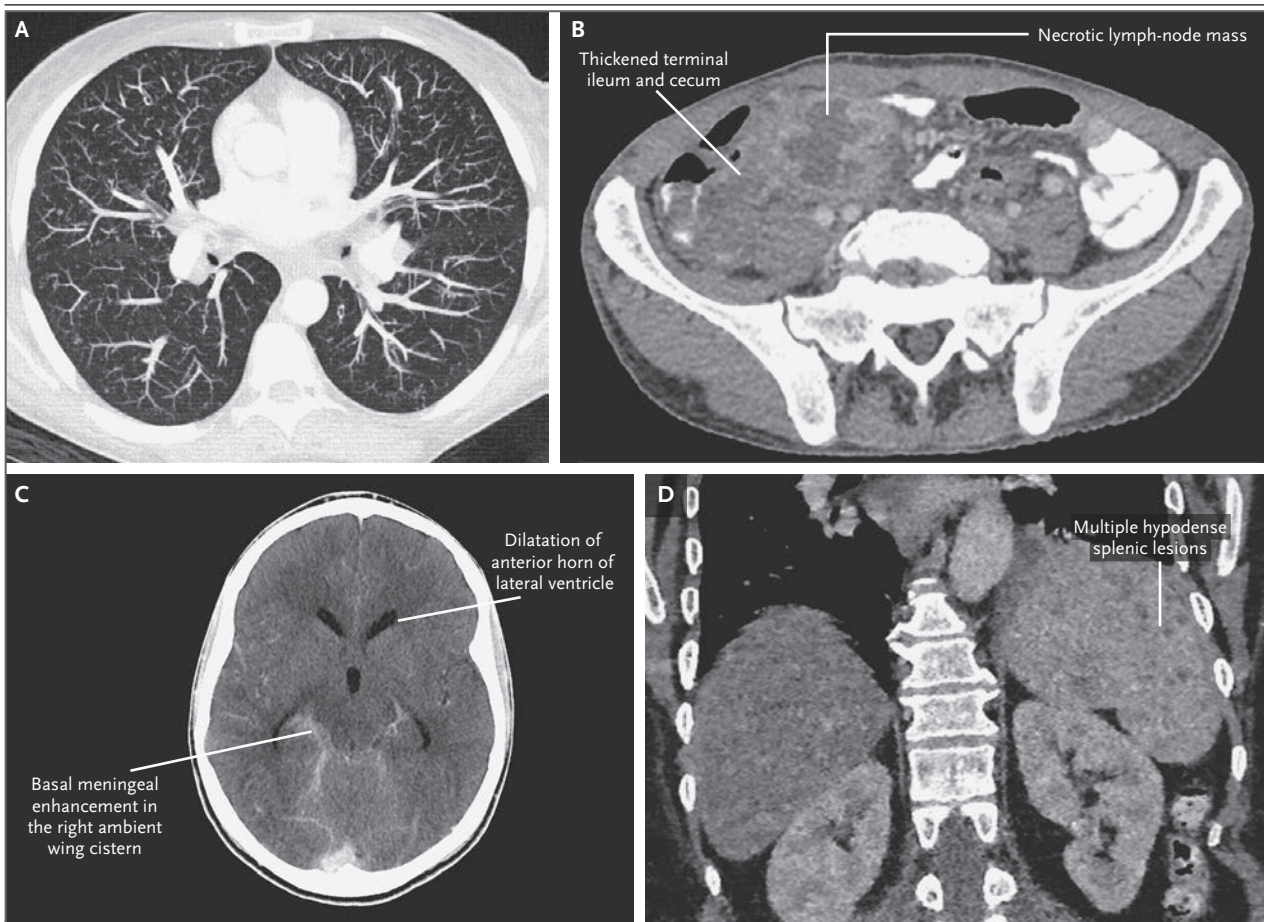 A
B
Necrotic lymph-node mass
Thickened terminal
ileum and cecum
C
Dilatation of
anterior horn of
lateral ventricle
Basal meningeal
enhancement in
the right ambient
wing cistern
D
Multiple hypodense
splenic lesions